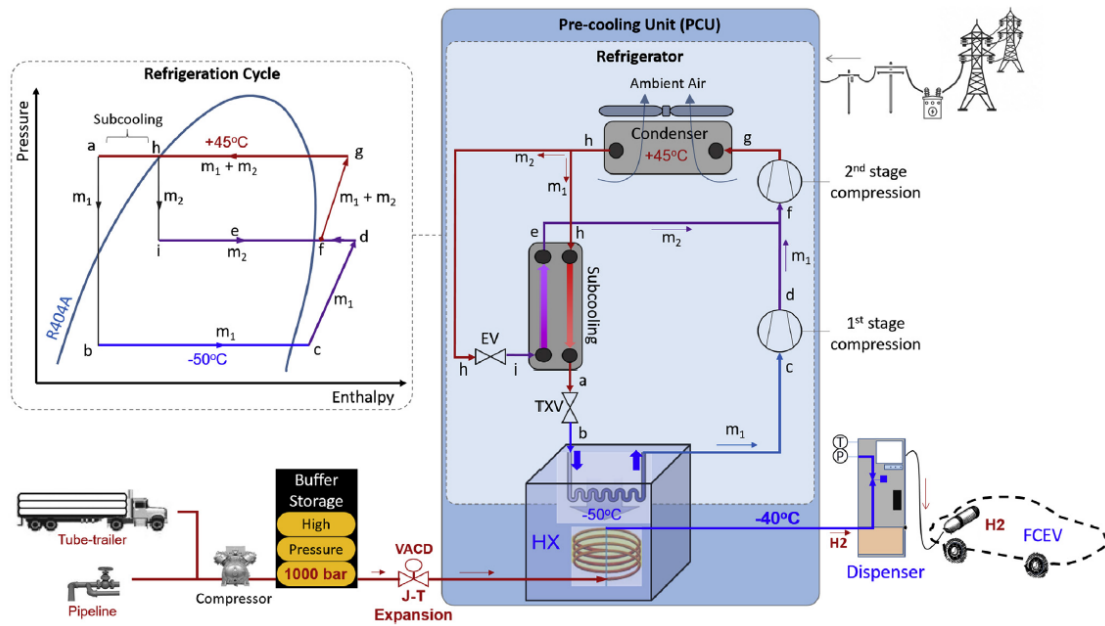 Pre-cooling Unit (PCU)
Refrigerator
Ambient Air
Condenser
+45°C
h
g
m₂
m₁
2nd stage
compression
f
e
h
m₂
m₁
Subcooling
d
1st stage
compression
EV
h
i
c
a
TXV
b
m₁
-50°C
HX
-40°C
H2
Refrigeration Cycle
Pressure
Subcooling
a
h
+45°C
g
m₁ + m₂
m₁
m₂
m₁ + m₂
e
d
i
m₂
f
R404A
m₁
m₁
b
-50°C
c
Enthalpy
Buffer
Storage
High
Pressure
1000 bar
Tube-trailer
Pipeline
Compressor
VACD
J-T
Expansion
T
P
Dispenser
H2
FCEV